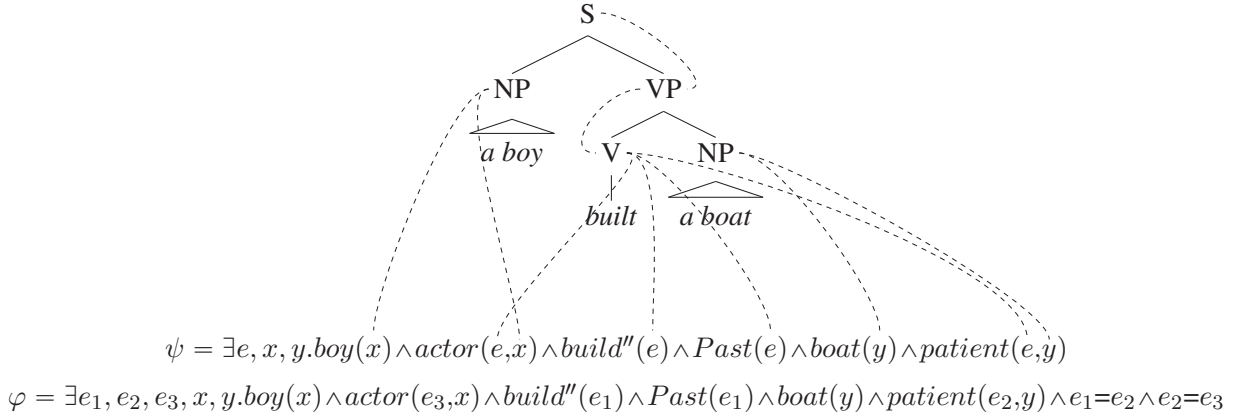 S
NP VP
a boy V NP
built a boat
ψ = ∃e, x, y.boy(x)∧actor(e,x)∧build″(e)∧Past(e)∧boat(y)∧patient(e,y)
φ = ∃e₁, e₂, e₃, x, y.boy(x)∧actor(e₃,x)∧build″(e₁)∧Past(e₁)∧boat(y)∧patient(e₂,y)∧e₁=e₂∧e₂=e₃